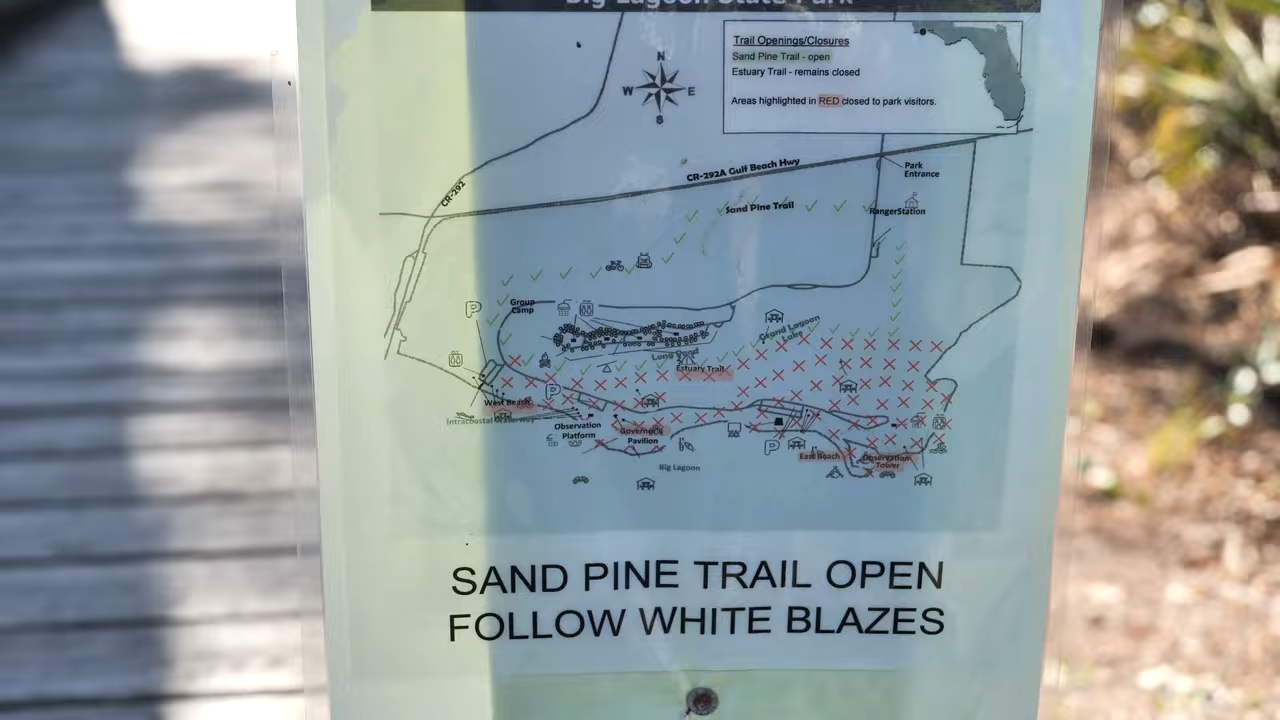 Big Lagoon State Park
Trail Openings/Closures
Sand Pine Trail - open
Estuary Trail - remains closed
Areas highlighted in RED closed to park visitors.
N
W E
S
CR-292
CR-292A Gulf Beach Hwy
Park
Entrance
Sand Pine Trail
RangerStation
Group
Camp
P
Grand Lagoon
Lake
Long Pond
Estuary Trail
P
West Beach
Intracoastal Waterway
Observation
Platform
Governor's
Pavilion
P
East Beach
Observation
Tower
Big Lagoon
SAND PINE TRAIL OPEN
FOLLOW WHITE BLAZES